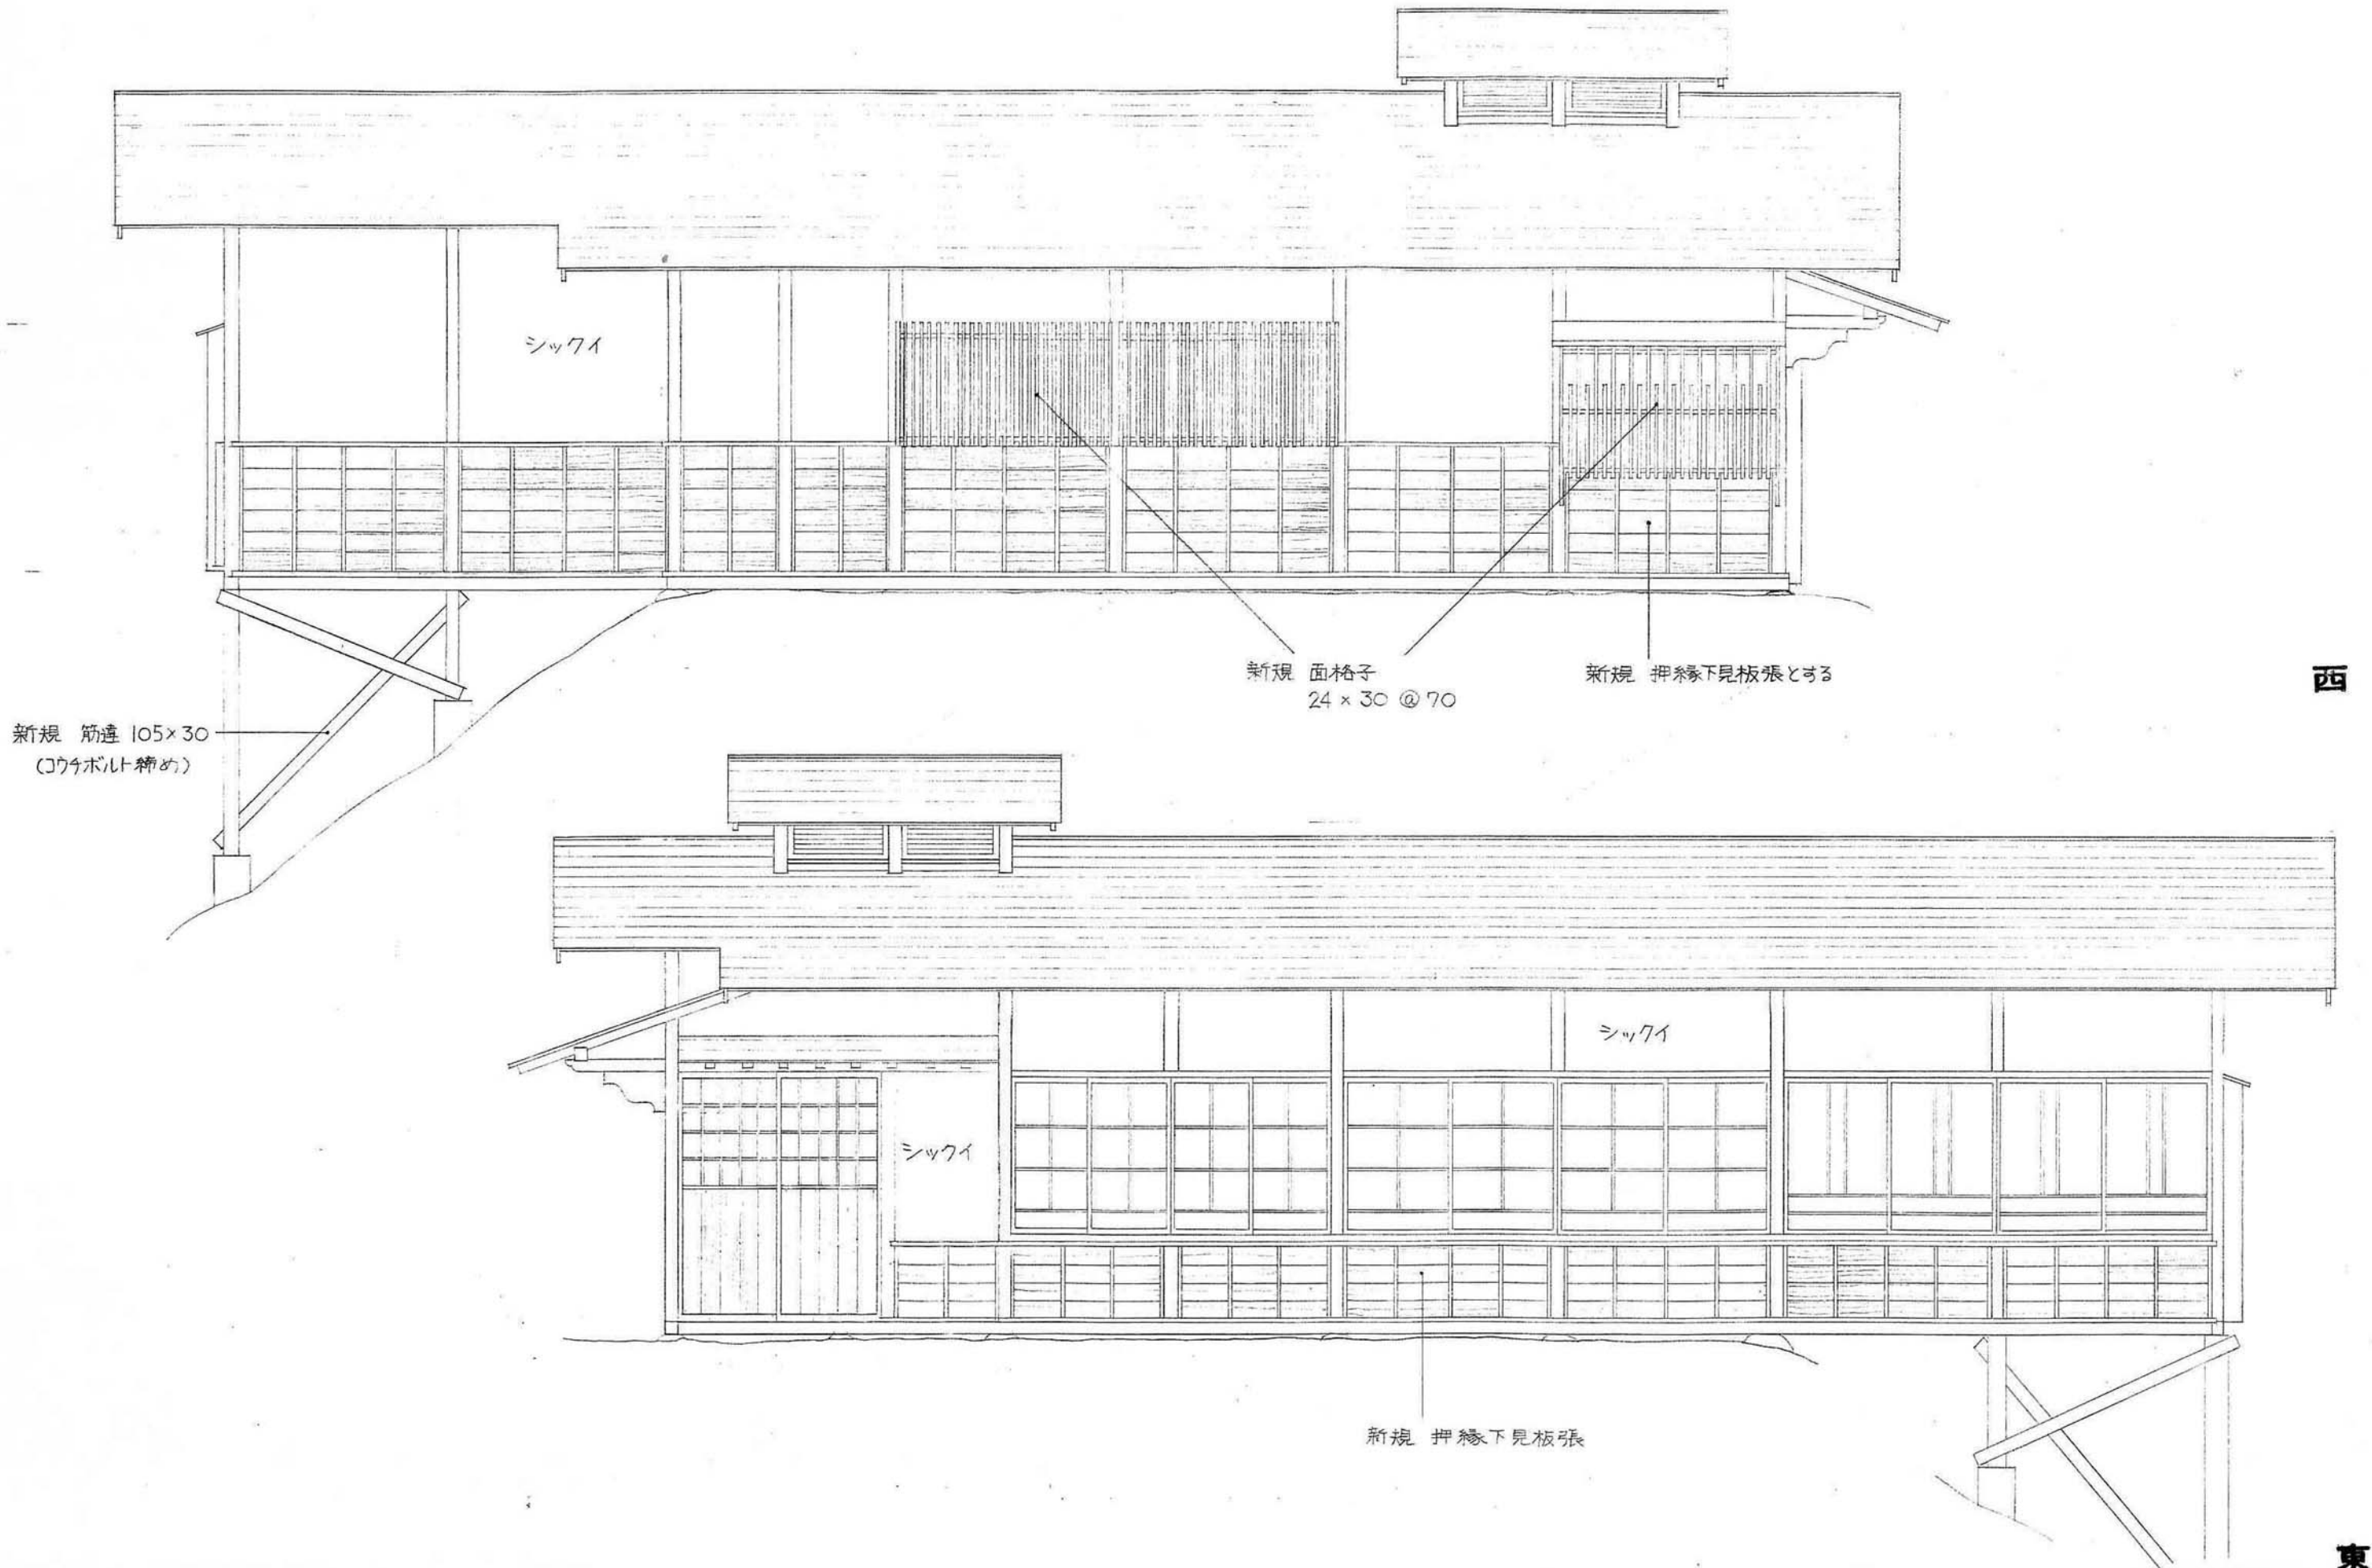 シックイ
新規 面格子
24×30 @70
新規 押縁下見板張とする
西
新規 筋違 105×30
(コウチボルト締め)
シックイ
シックイ
新規 押縁下見板張
東